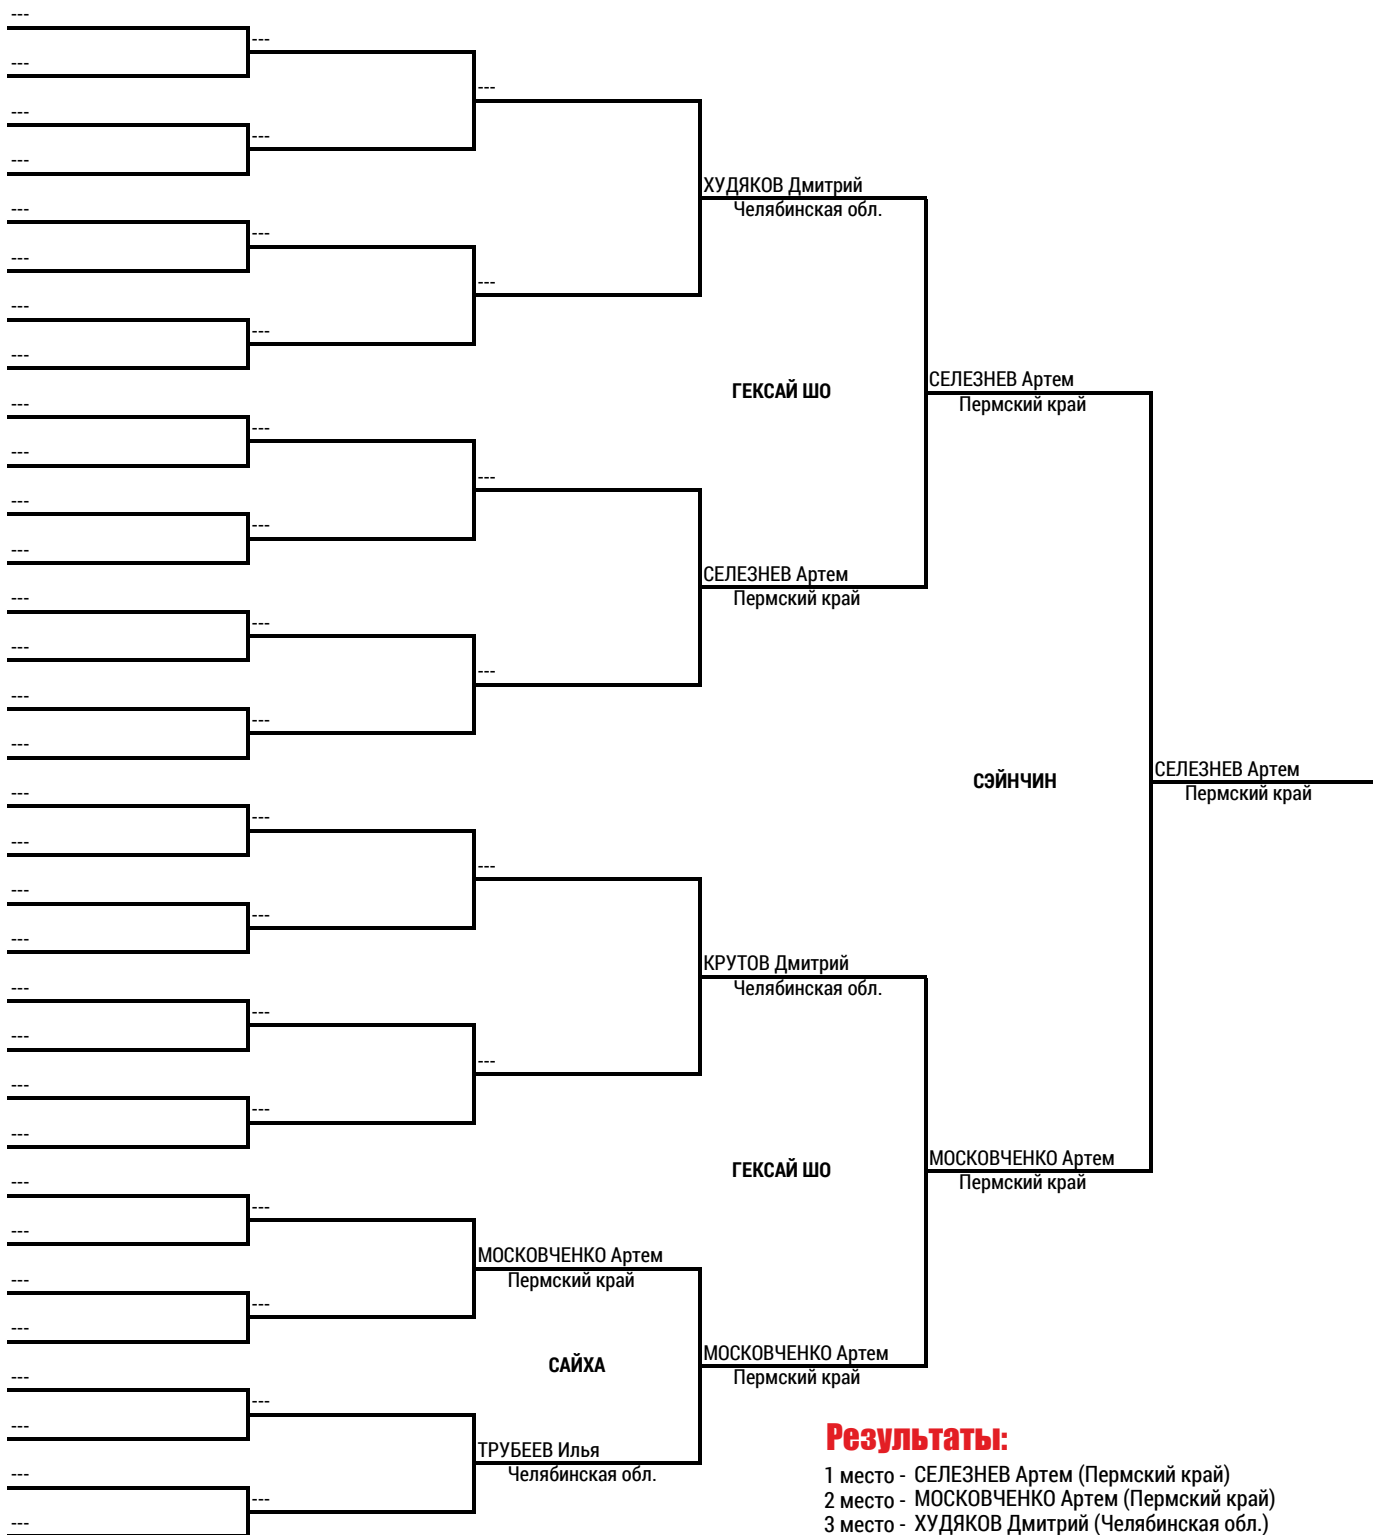 ---
---
---
---
---
---
---
ХУДЯКОВ Дмитрий
Челябинская обл.
---
---
---
---
---
---
---
---
СЕЛЕЗНЕВ Артем
ГЕКСАЙ ШО
Пермский край
---
---
---
---
---
---
---
СЕЛЕЗНЕВ Артем
Пермский край
---
---
---
---
---
---
---
СЕЛЕЗНЕВ Артем
СЭЙНЧИН
Пермский край
---
---
---
---
---
---
---
КРУТОВ Дмитрий
Челябинская обл.
---
---
---
---
---
---
---
МОСКОВЧЕНКО Артем
ГЕКСАЙ ШО
Пермский край
---
---
---
МОСКОВЧЕНКО Артем
Пермский край
---
---
---
МОСКОВЧЕНКО Артем
САЙХА
Пермский край
---
---
---
ТРУБЕЕВ Илья
Челябинская обл.
---
---
---
Результаты:
1 место - СЕЛЕЗНЕВ Артем (Пермский край)
2 место - МОСКОВЧЕНКО Артем (Пермский край)
3 место - ХУДЯКОВ Дмитрий (Челябинская обл.)